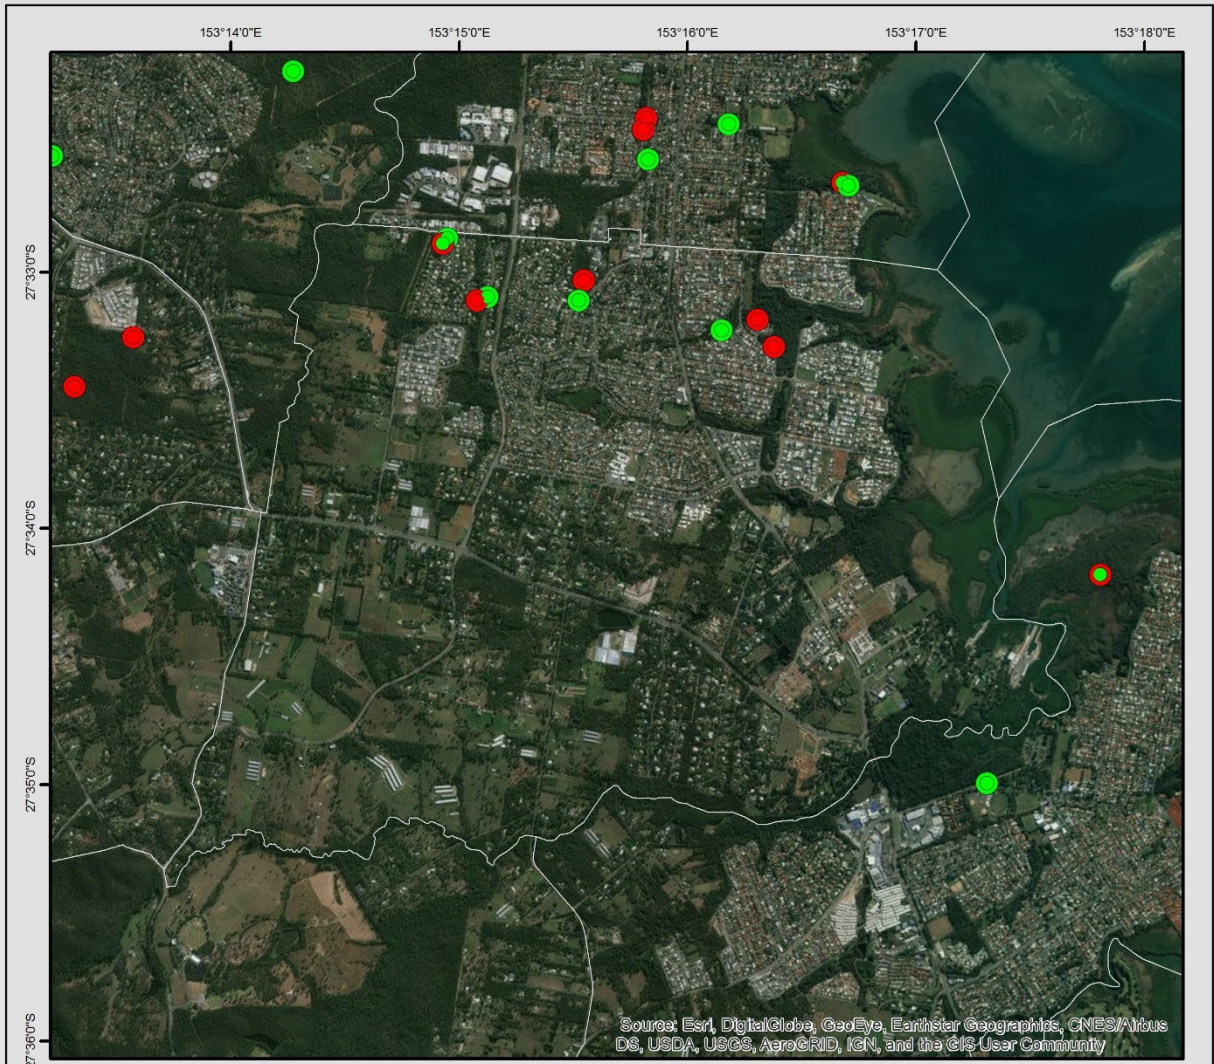 153°14'0"E 153°15'0"E 153°16'0"E 153°17'0"E 153°18'0"E
27°33'0"S
27°34'0"S
27°35'0"S
27°36'0"S
Source: Esri, DigitalGlobe, GeoEye, Earthstar Geographics, CNES/Airbus
DS, USDA, USGS, AeroGRID, IGN, and the GIS User Community